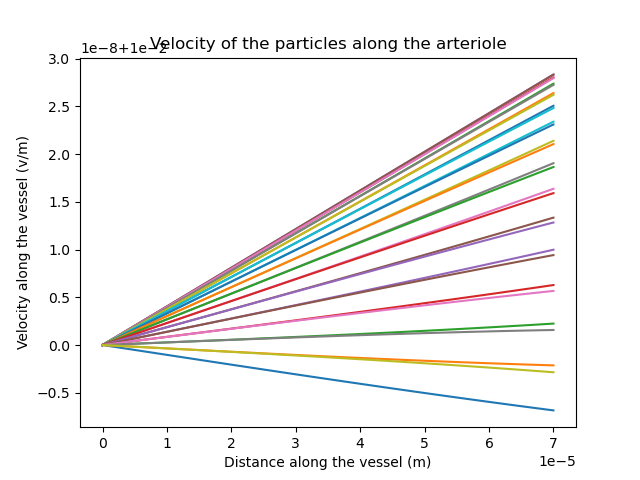 Velocity of the particles along the arteriole
1e−8+1e−2
3.0
2.5
2.0
1.5
1.0
0.5
0.0
−0.5
Velocity along the vessel (v/m)
0 1 2 3 4 5 6 7
1e−5
Distance along the vessel (m)